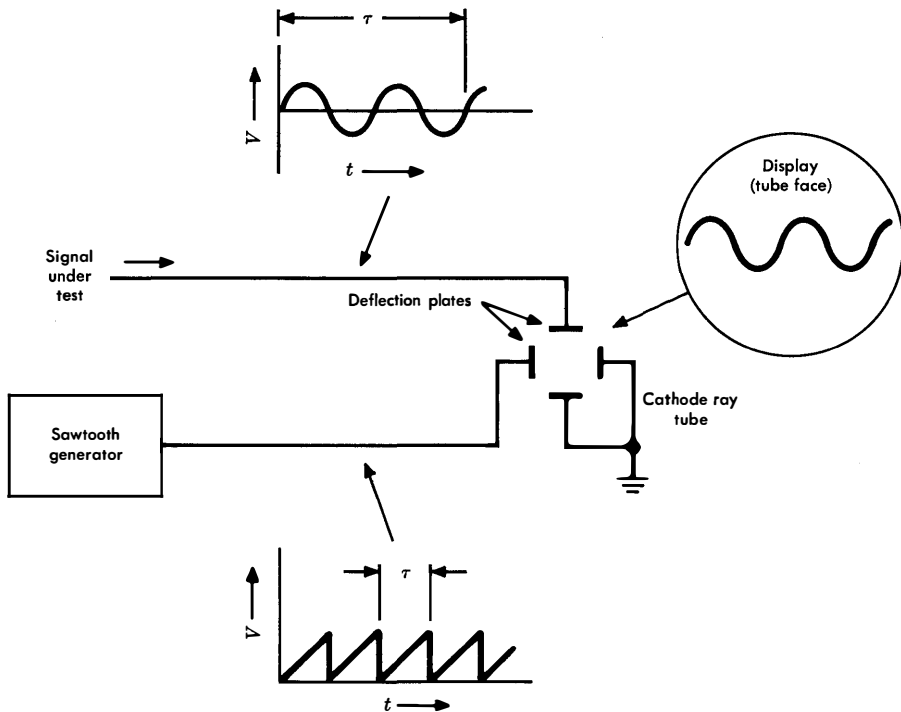 τ
V
t
Display
(tube face)
Signal
under
test
Deflection plates
Cathode ray
tube
Sawtooth
generator
τ
V
t